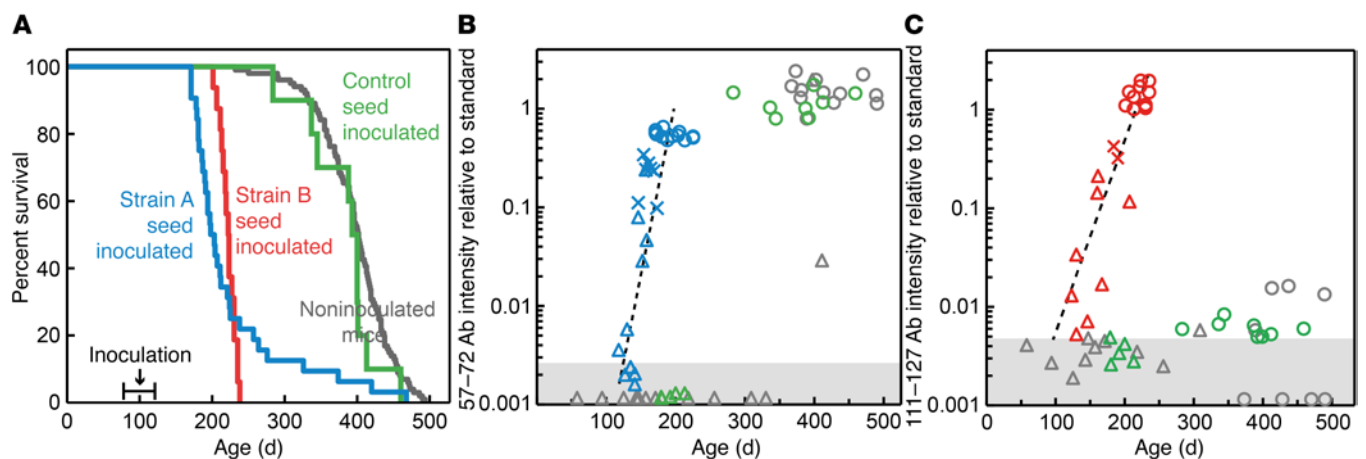 A
Percent survival
100
80
60
40
20
0
Control
seed
inoculated
Strain A
seed
inoculated
Strain B
seed
inoculated
Noninoculated
mice
Inoculation
0
100
200
300
400
500
Age (d)
B
57–72 Ab intensity relative to standard
1
0.1
0.01
0.001
0
100
200
300
400
500
Age (d)
C
111–127 Ab intensity relative to standard
1
0.1
0.01
0.001
0
100
200
300
400
500
Age (d)